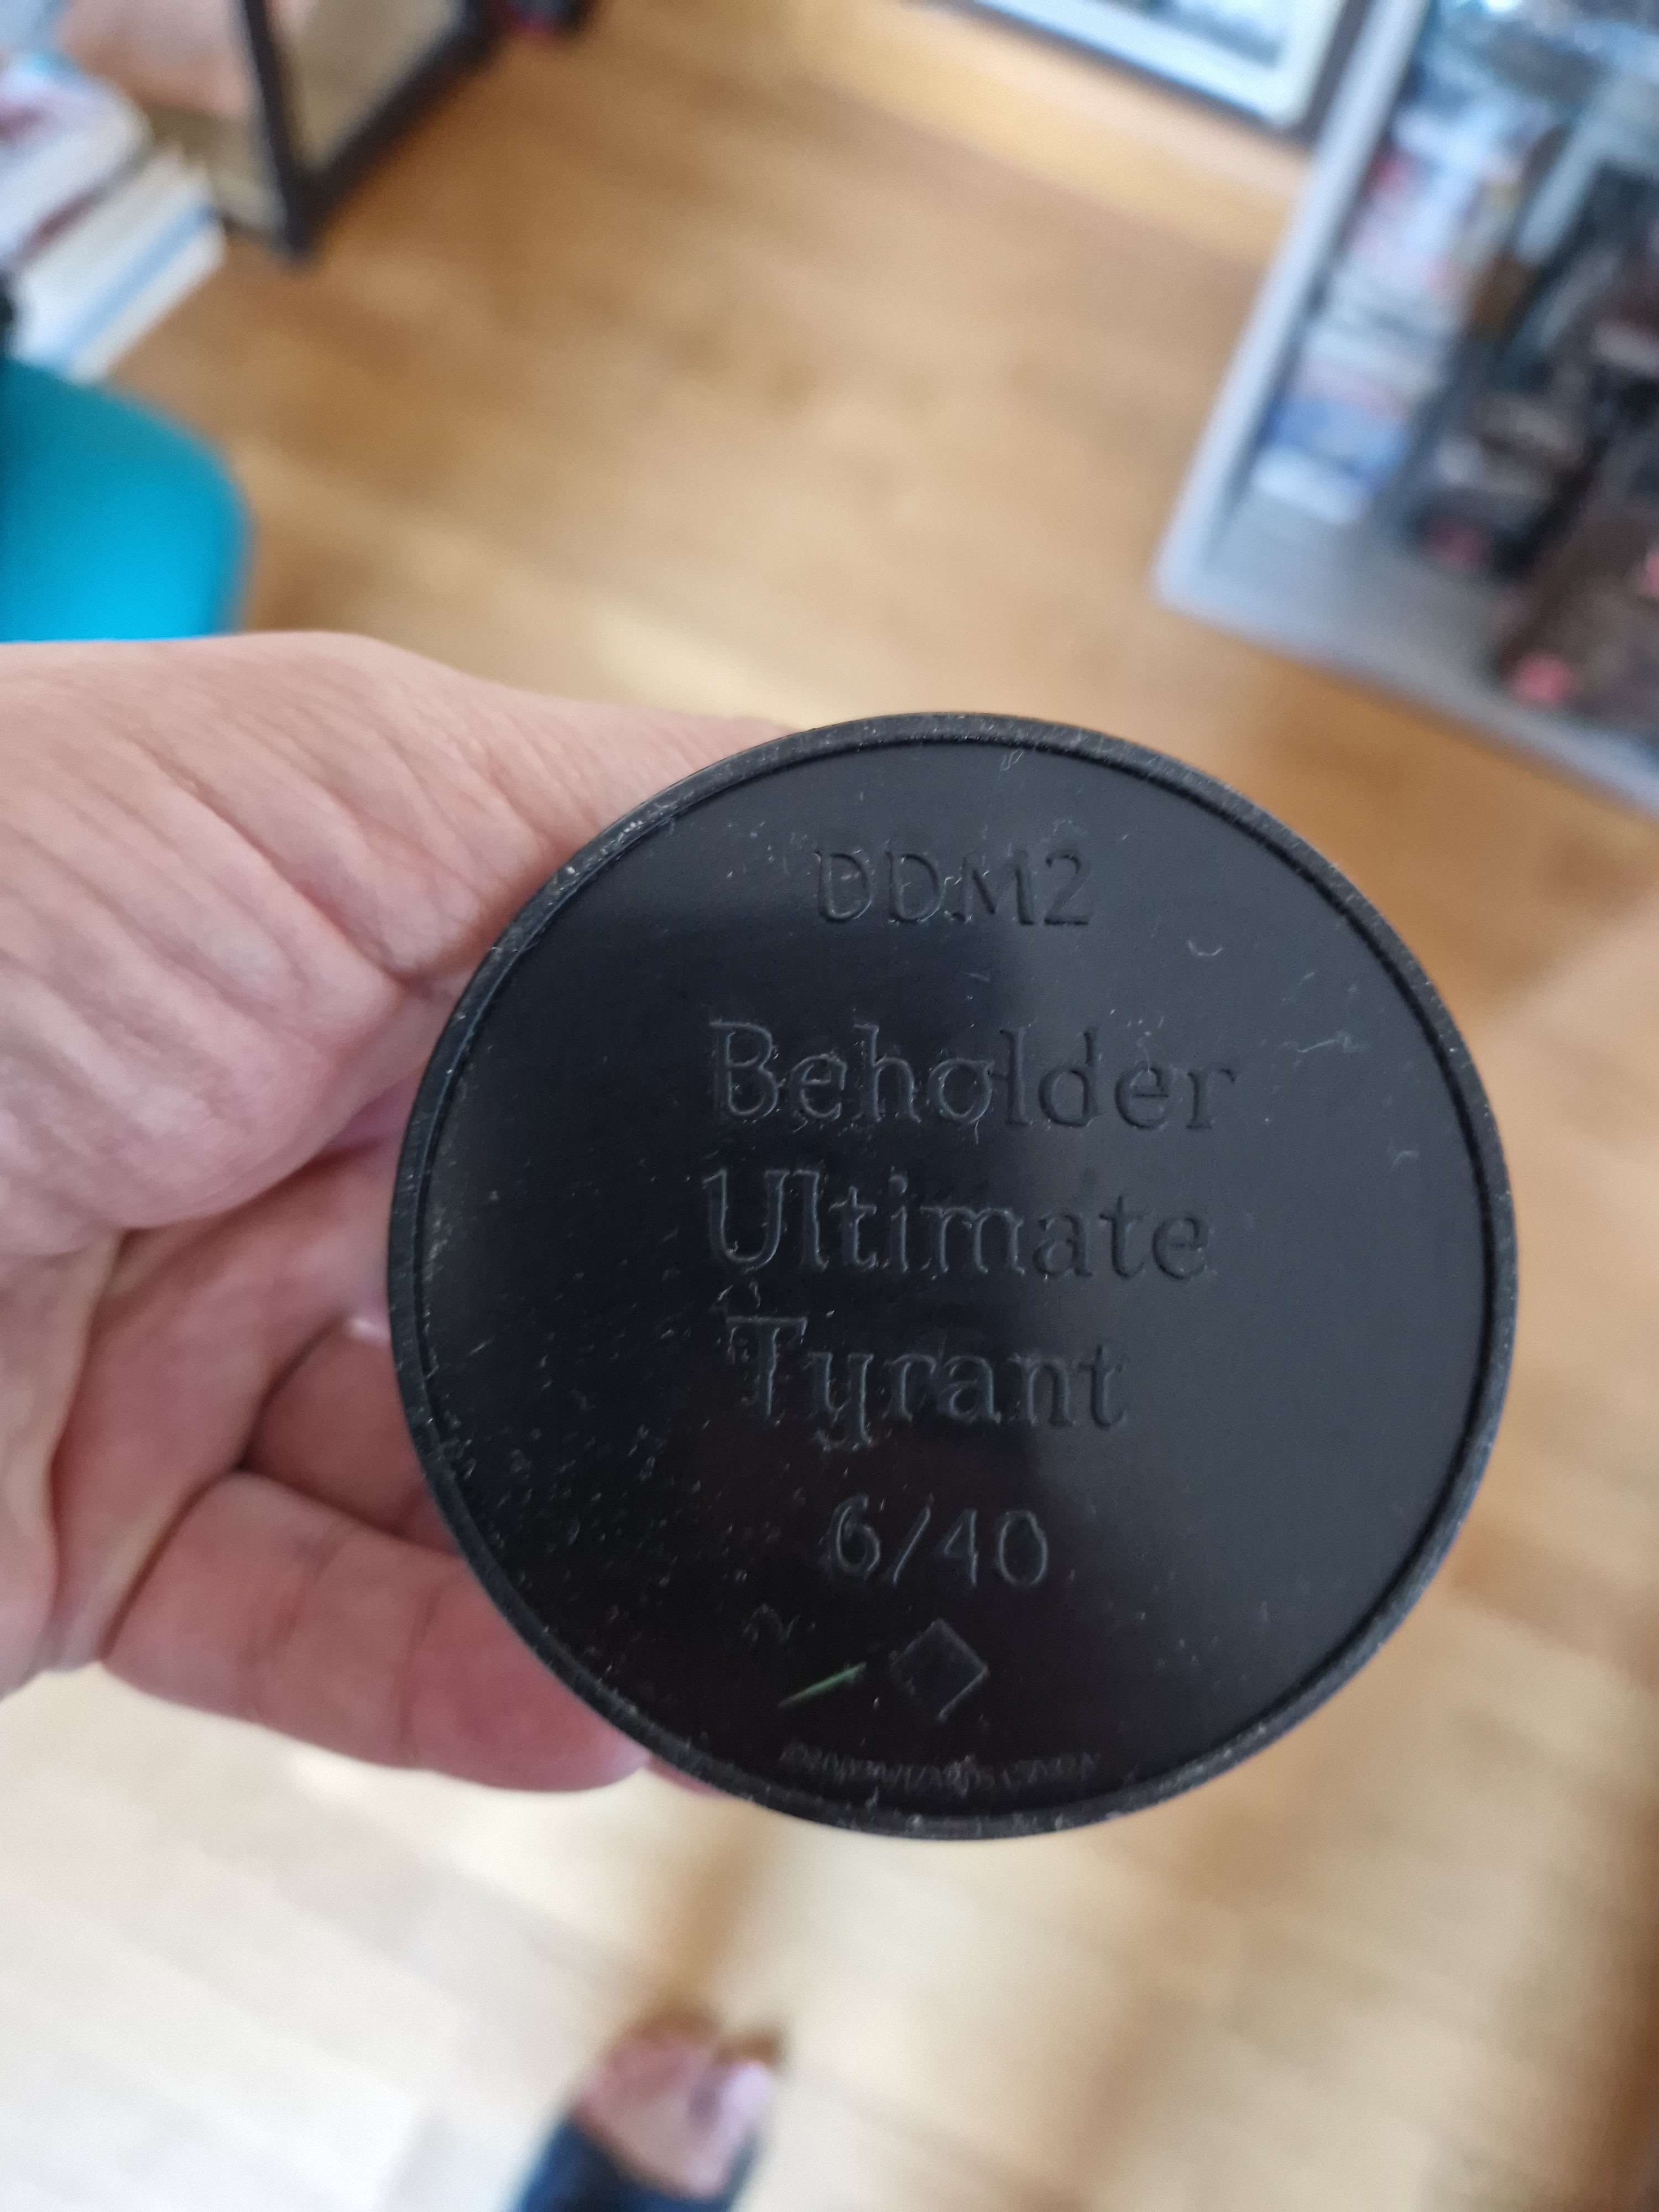 DDM2
Beholder
Ultimate
Tyrant
6/40